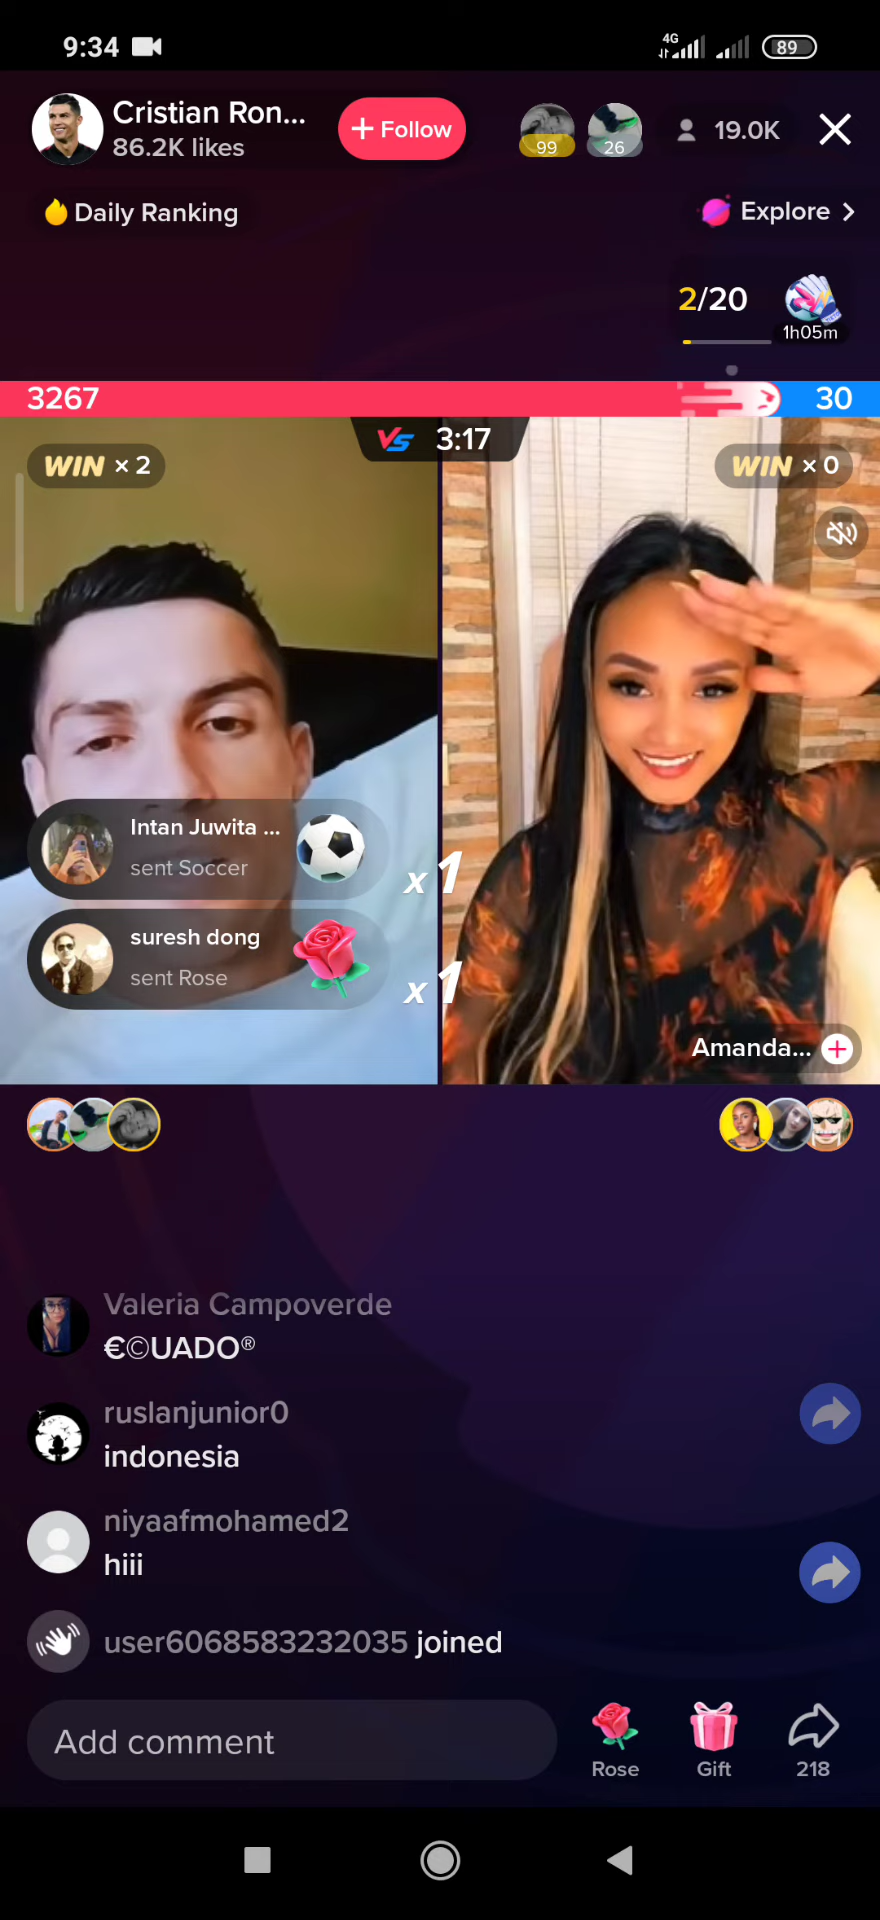 9:34
4G
89
Cristian Ron...
86.2K likes
+ Follow
99
26
19.0K
Daily Ranking
Explore
2/20
1h05m
3267
30
VS 3:17
WIN × 2
WIN × 0
Intan Juwita ...
sent Soccer
x1
suresh dong
sent Rose
x1
Amanda...
Valeria Campoverde
€©UADO®
ruslanjunior0
indonesia
niyaafmohamed2
hiii
user6068583232035 joined
Add comment
Rose
Gift
218